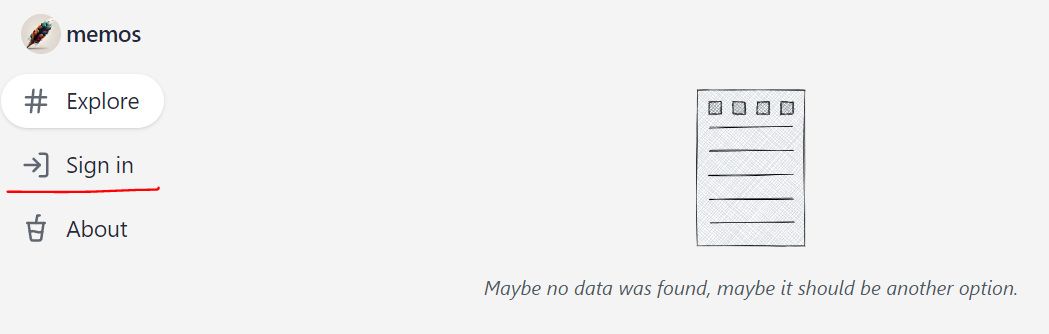 memos
Explore
Sign in
About
Maybe no data was found, maybe it should be another option.